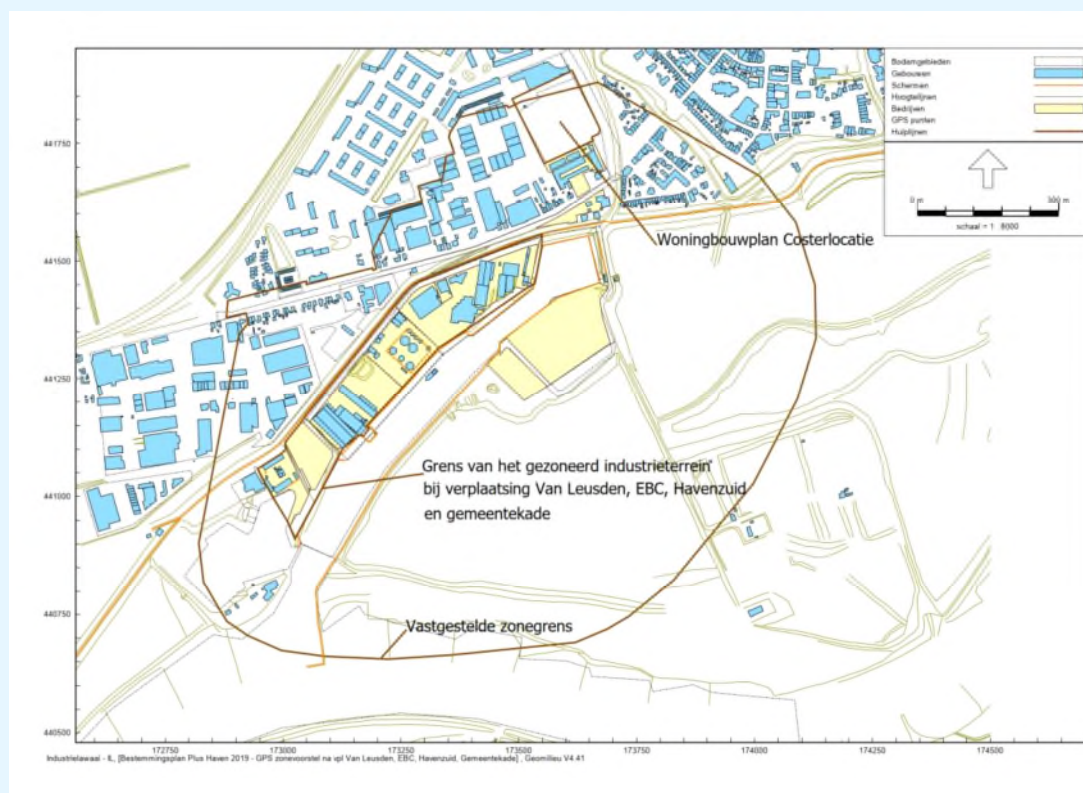 Bodemgebieden
Gebouwen
Schermen
Hoogtelijnen
Bedrijven
GPS punten
Hulplijnen
0 m
300 m
schaal = 1 : 8000
441750
441500
441250
441000
440750
440500
Woningbouwplan Costerlocatie
Grens van het gezoneerd industrieterrein
bij verplaatsing Van Leusden, EBC, Havenzuid
en gemeentekade
Vastgestelde zonegrens
172750
173000
173250
173500
173750
174000
174250
174500
Industrielawaai - IL, [Bestemmingsplan Plus Haven 2019 - GPS zonevoorstel na vpl Van Leusden, EBC, Havenzuid, Gemeentekade] , Geomilieu V4.41